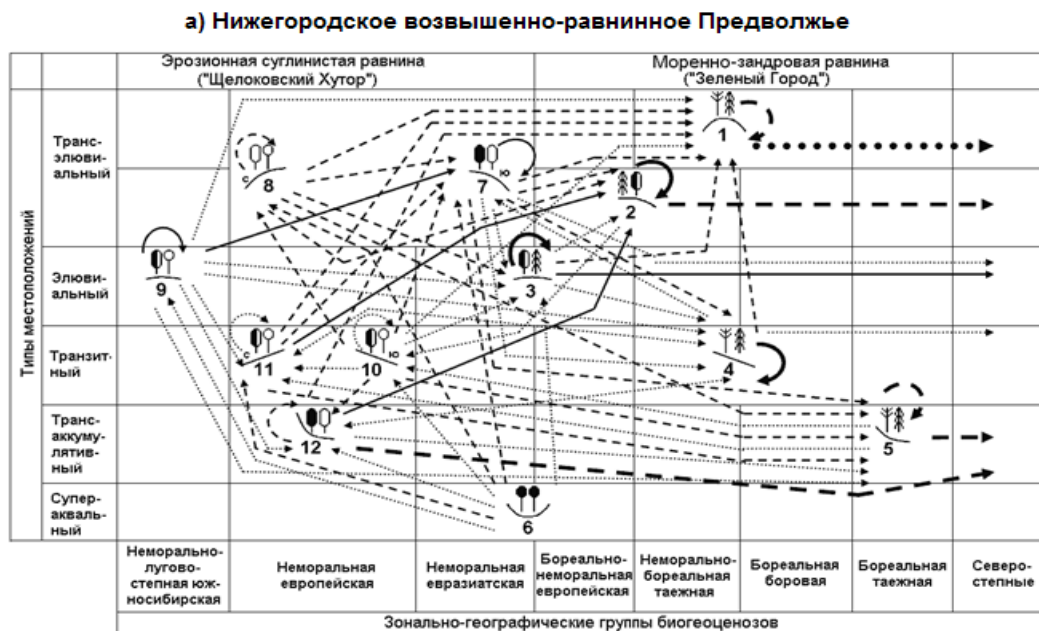 а) Нижегородское возвышенно-равнинное Предволжье
Эрозионная суглинистая равнина
("Щелоковский Хутор")
Моренно-зандровая равнина
("Зеленый Город")
Типы местоположений
Транс-
элюви-
альный
Элюви-
альный
Транзит-
ный
Транс-
аккуму-
лятив-
ный
Супер-
аквальный
1
с
8
7
ю
2
9
3
с
11
10
ю
4
12
5
6
Неморально-
лугово-
степная юж-
носибирская
Неморальная
европейская
Неморальная
евразиатская
Бореально-
неморальная
европейская
Неморально-
бореальная
таежная
Бореальная
боровая
Бореальная
таежная
Северо-
степные
Зонально-географические группы биогеоценозов